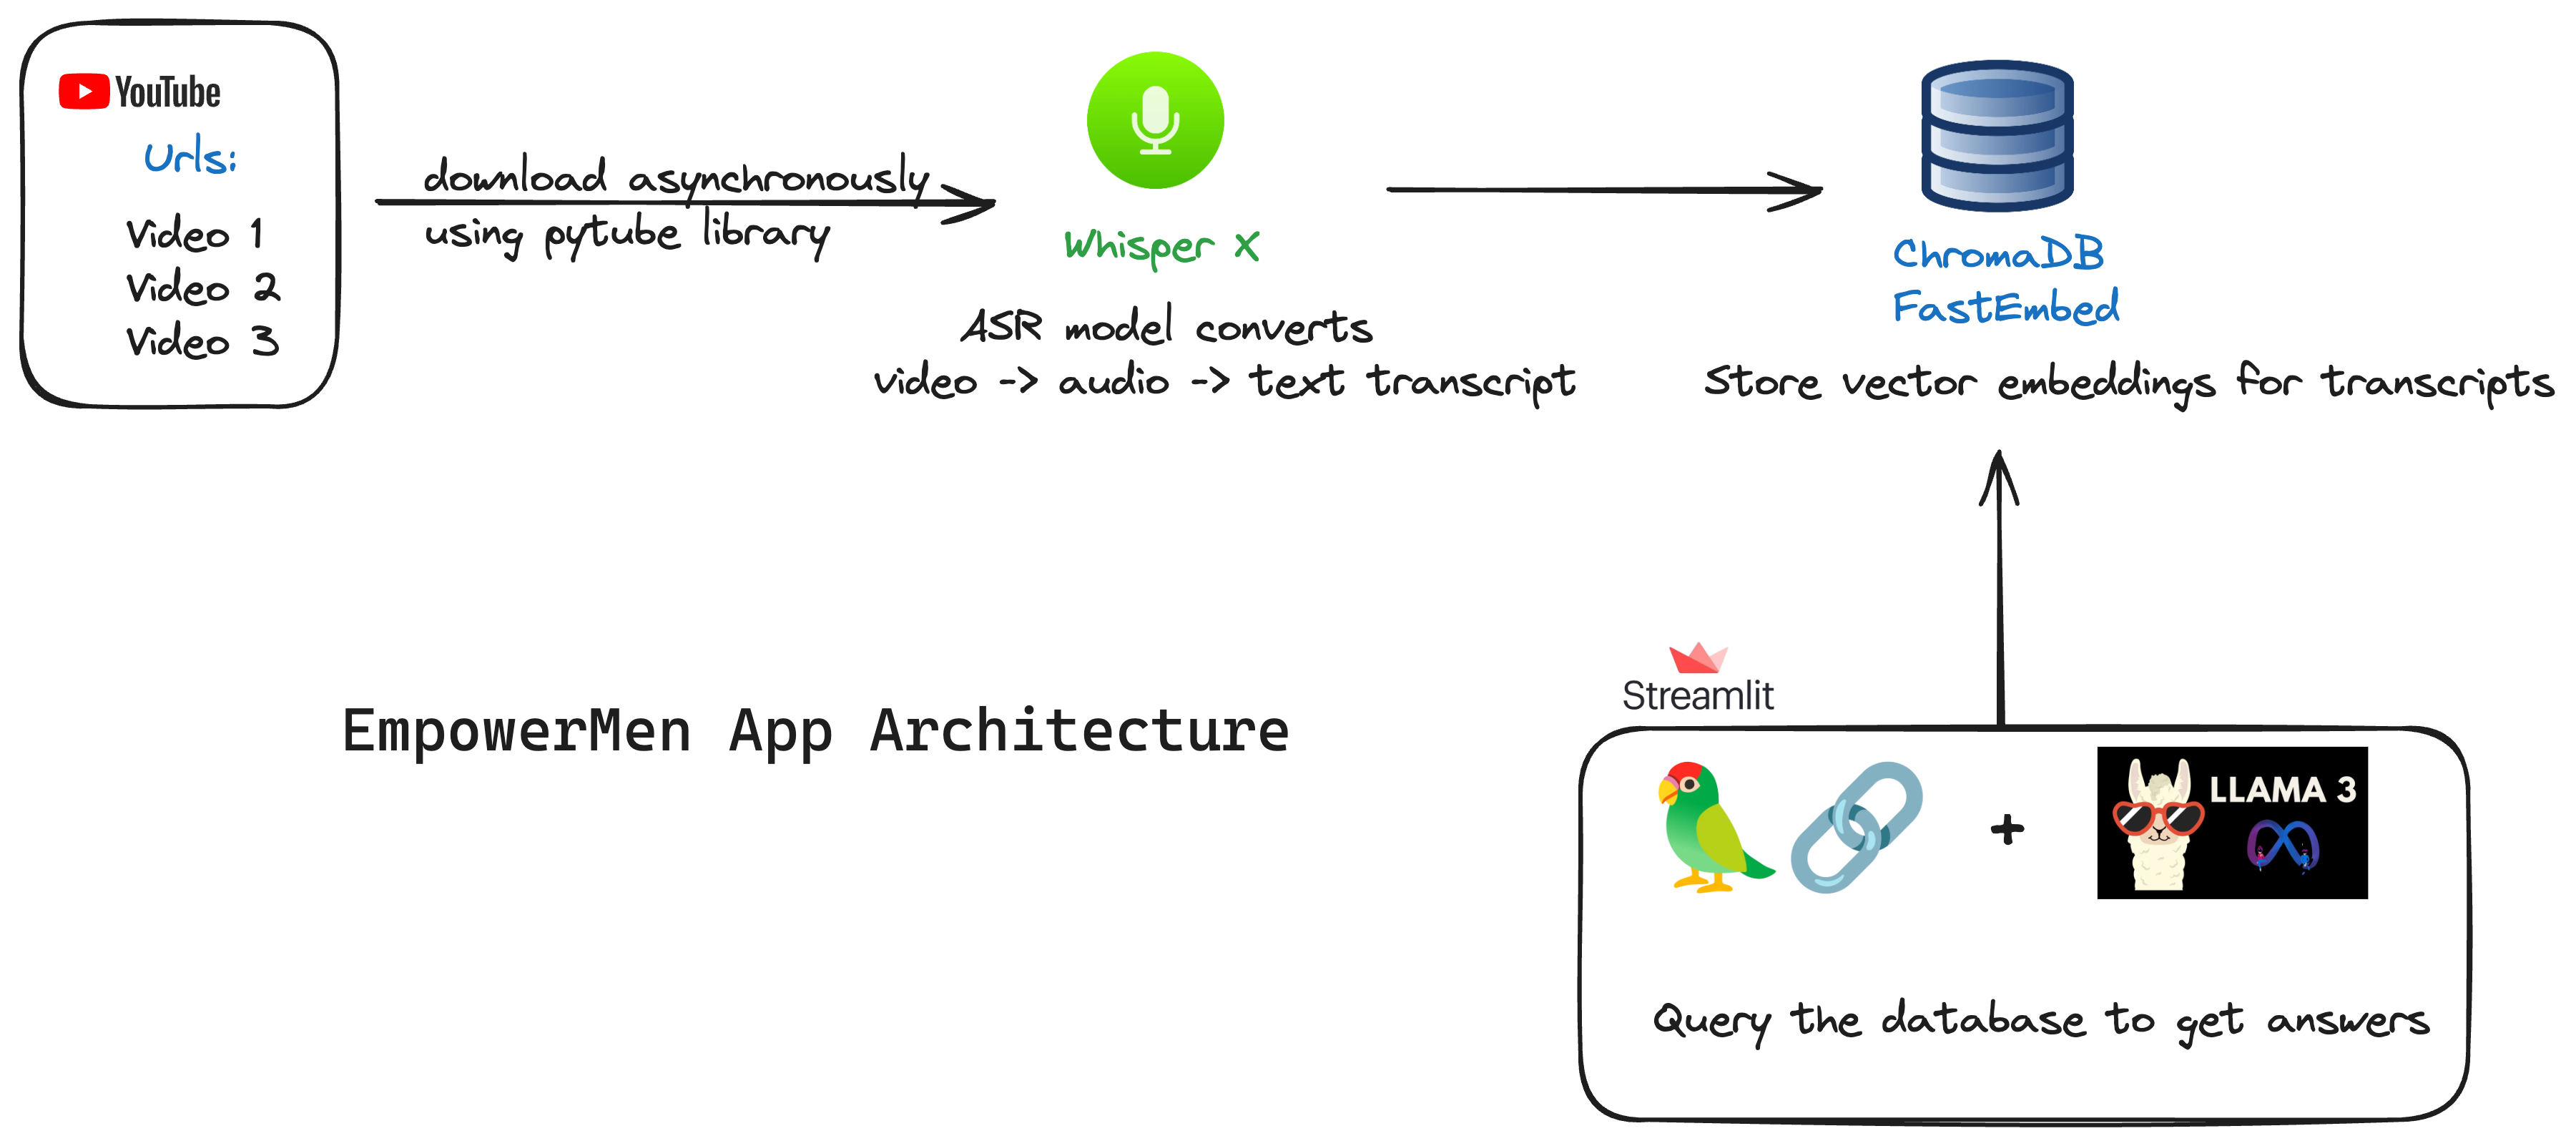 YouTube
Urls:
Video 1
Video 2
Video 3
download asynchronously
using pytube library
Whisper X
ASR model converts
video -> audio -> text transcript
ChromaDB
FastEmbed
Store vector embeddings for transcripts
EmpowerMen App Architecture
Streamlit
+
LLAMA 3
Query the database to get answers